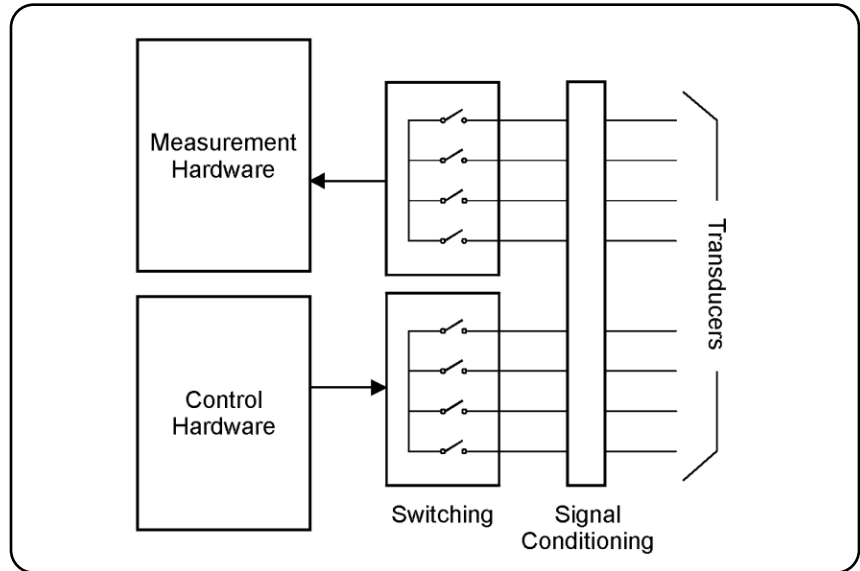 Measurement
Hardware
Control
Hardware
Switching
Signal
Conditioning
Transducers